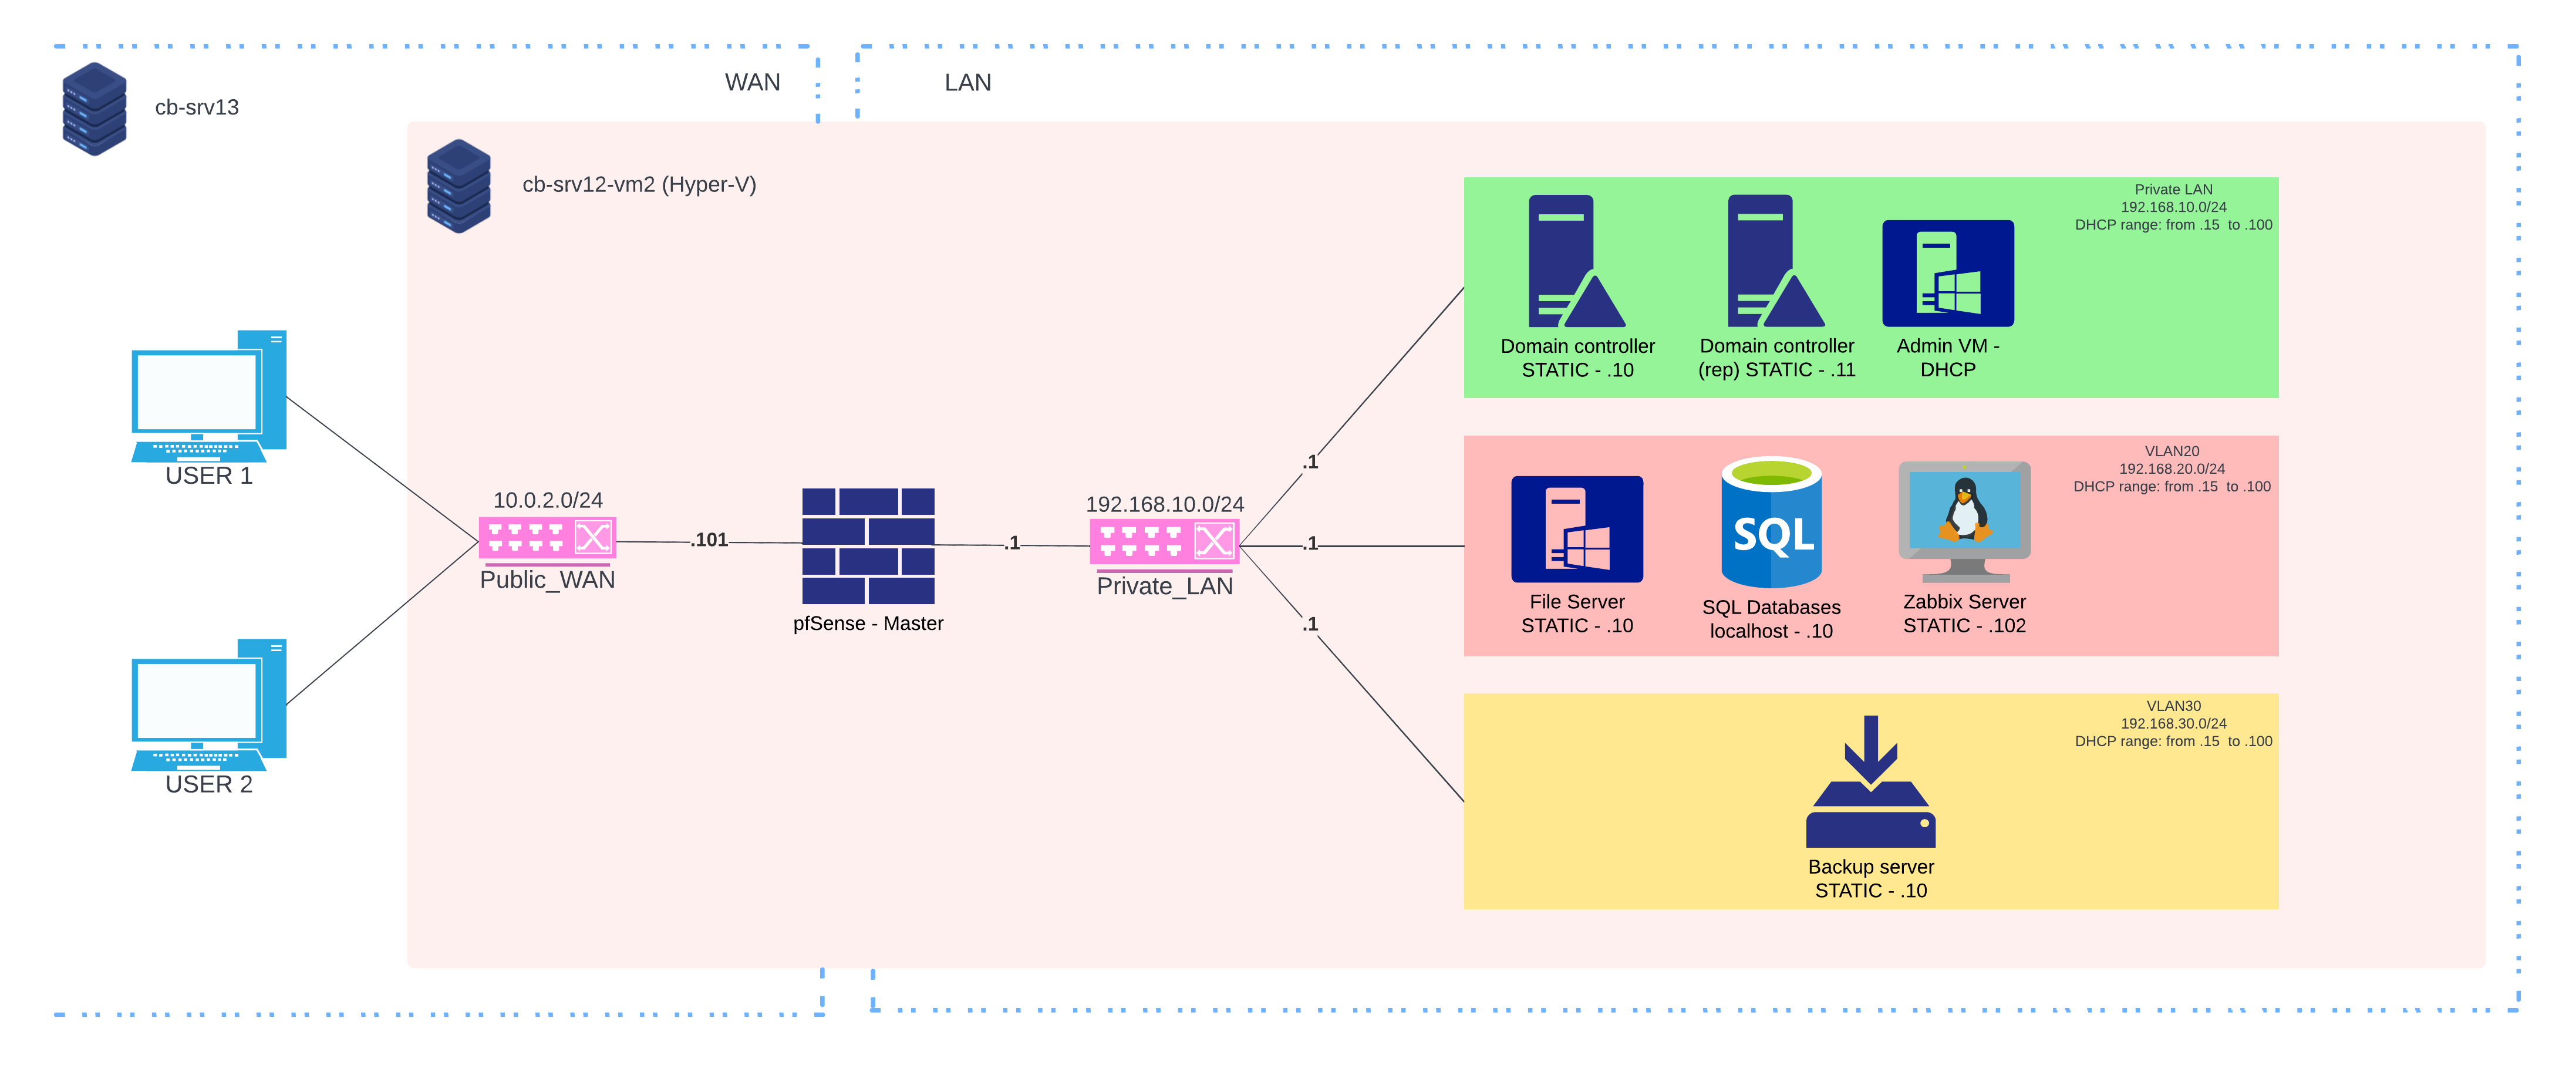 WAN
LAN
cb-srv13
cb-srv12-vm2 (Hyper-V)
USER 1
USER 2
10.0.2.0/24
Public_WAN
.101
pfSense - Master
.1
192.168.10.0/24
Private_LAN
.1
.1
.1
Private LAN
192.168.10.0/24
DHCP range: from .15  to .100
Domain controller
STATIC - .10
Domain controller
(rep) STATIC - .11
Admin VM -
DHCP
VLAN20
192.168.20.0/24
DHCP range: from .15  to .100
File Server
STATIC - .10
SQL
SQL Databases
localhost - .10
Zabbix Server
STATIC - .102
VLAN30
192.168.30.0/24
DHCP range: from .15  to .100
Backup server
STATIC - .10